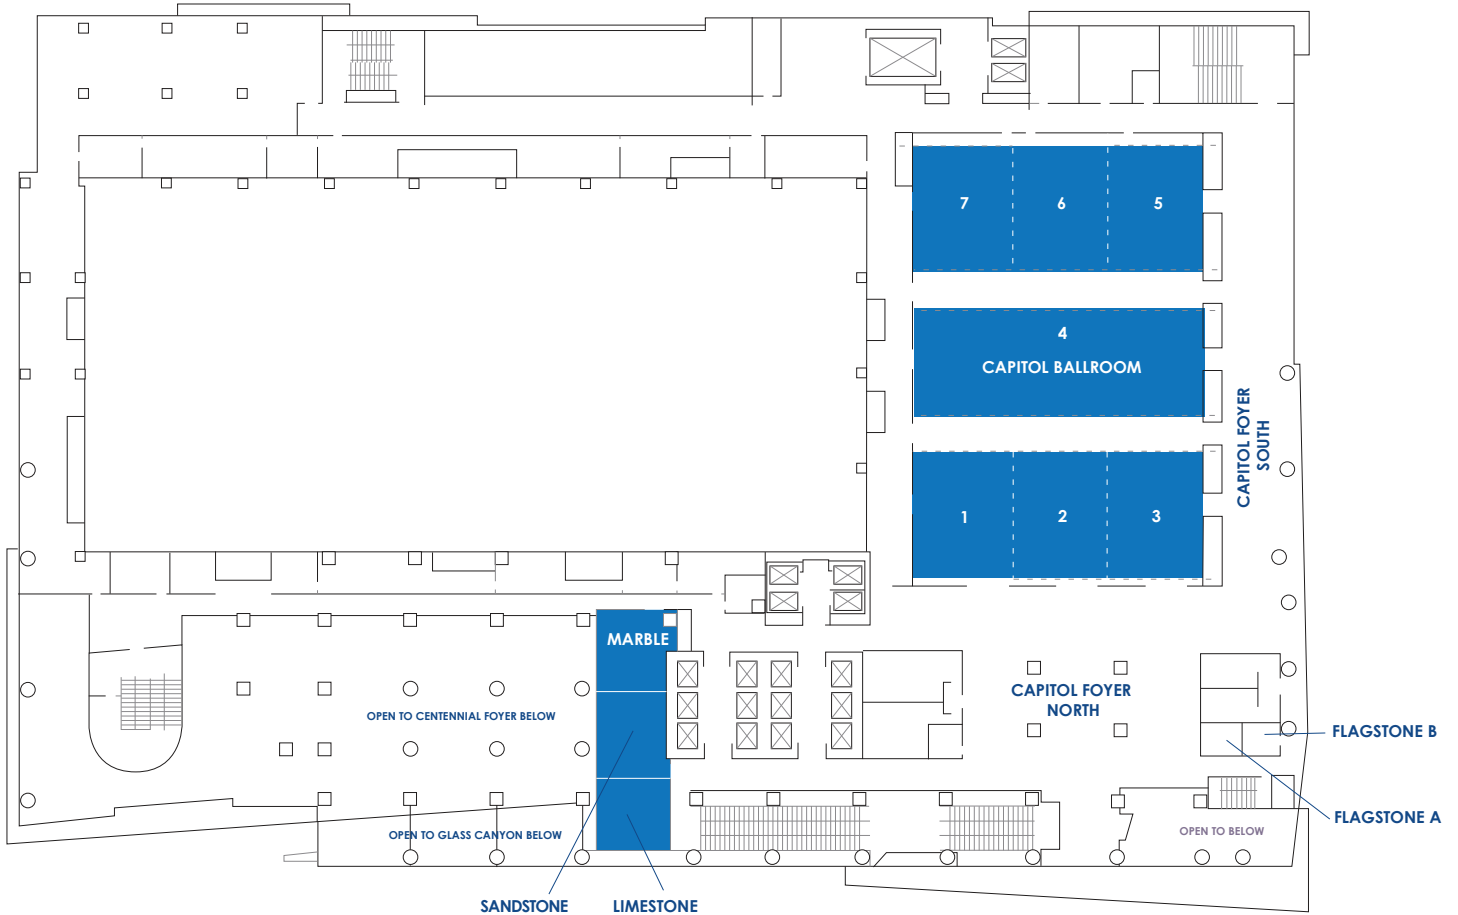 7
6
5
4
CAPITOL BALLROOM
CAPITOL FOYER
SOUTH
1
2
3
MARBLE
CAPITOL FOYER
NORTH
OPEN TO CENTENNIAL FOYER BELOW
FLAGSTONE B
FLAGSTONE A
OPEN TO GLASS CANYON BELOW
OPEN TO BELOW
SANDSTONE
LIMESTONE